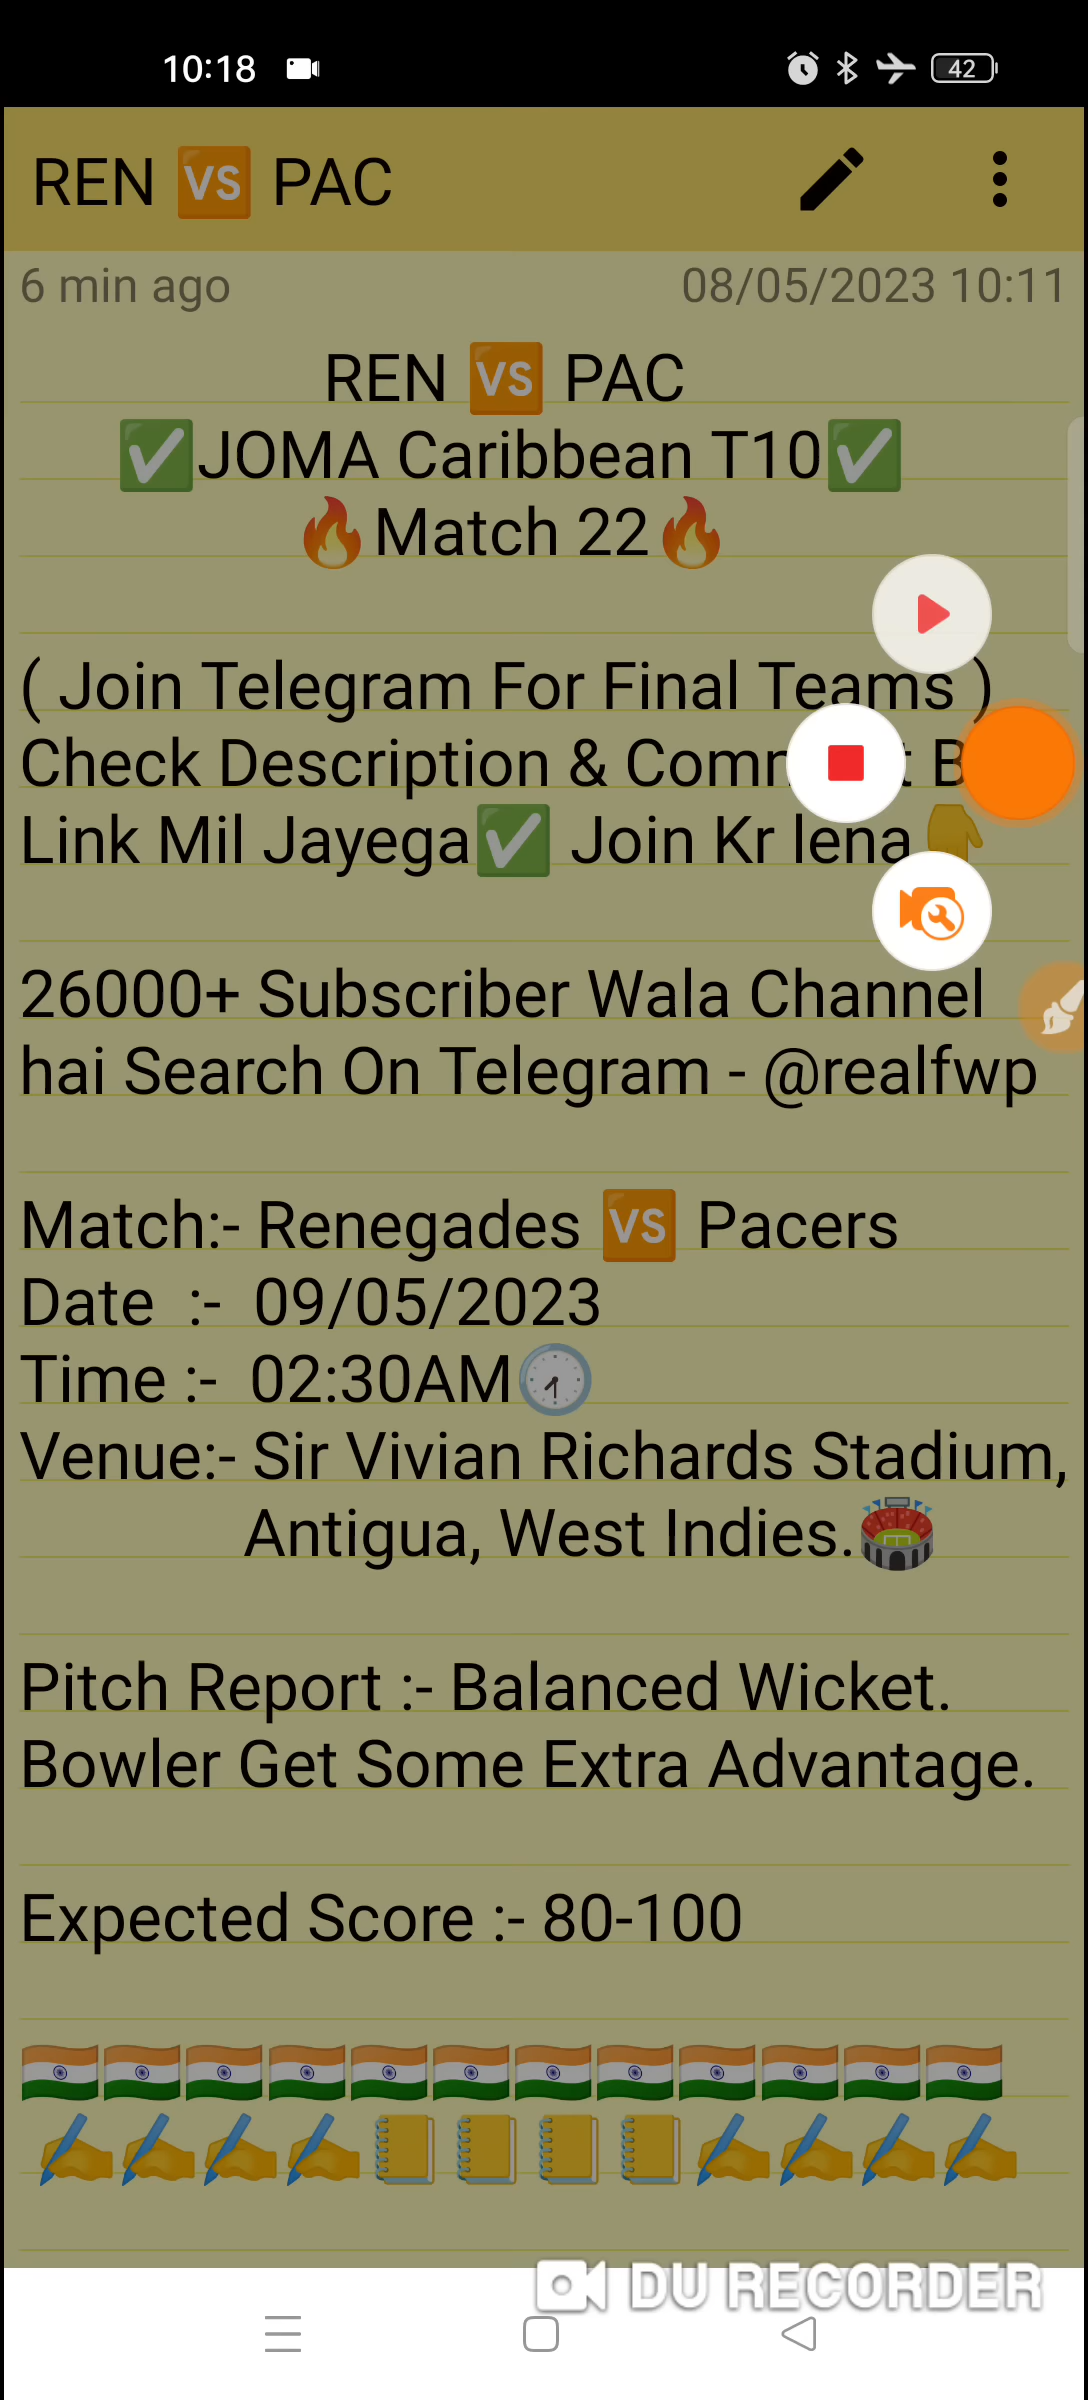 10:18
42
REN 🆚 PAC
6 min ago 08/05/2023 10:11
REN 🆚 PAC
✅JOMA Caribbean T10✅
🔥Match 22🔥
( Join Telegram For Final Teams )
Check Description & B
Link Mil Jayega✅ Join Kr lena👇
26000+ Subscriber Wala Channel
hai Search On Telegram - @realfwp
Match:- Renegades 🆚 Pacers
Date :- 09/05/2023
Time :- 02:30AM🕢
Venue:- Sir Vivian Richards Stadium,
Antigua, West Indies.🏟️
Pitch Report :- Balanced Wicket.
Bowler Get Some Extra Advantage.
Expected Score :- 80-100
🇮🇳🇮🇳🇮🇳🇮🇳🇮🇳🇮🇳🇮🇳🇮🇳🇮🇳🇮🇳🇮🇳🇮🇳
✍️✍️✍️✍️📒📒📒📒✍️✍️✍️✍️
DU RECORDER